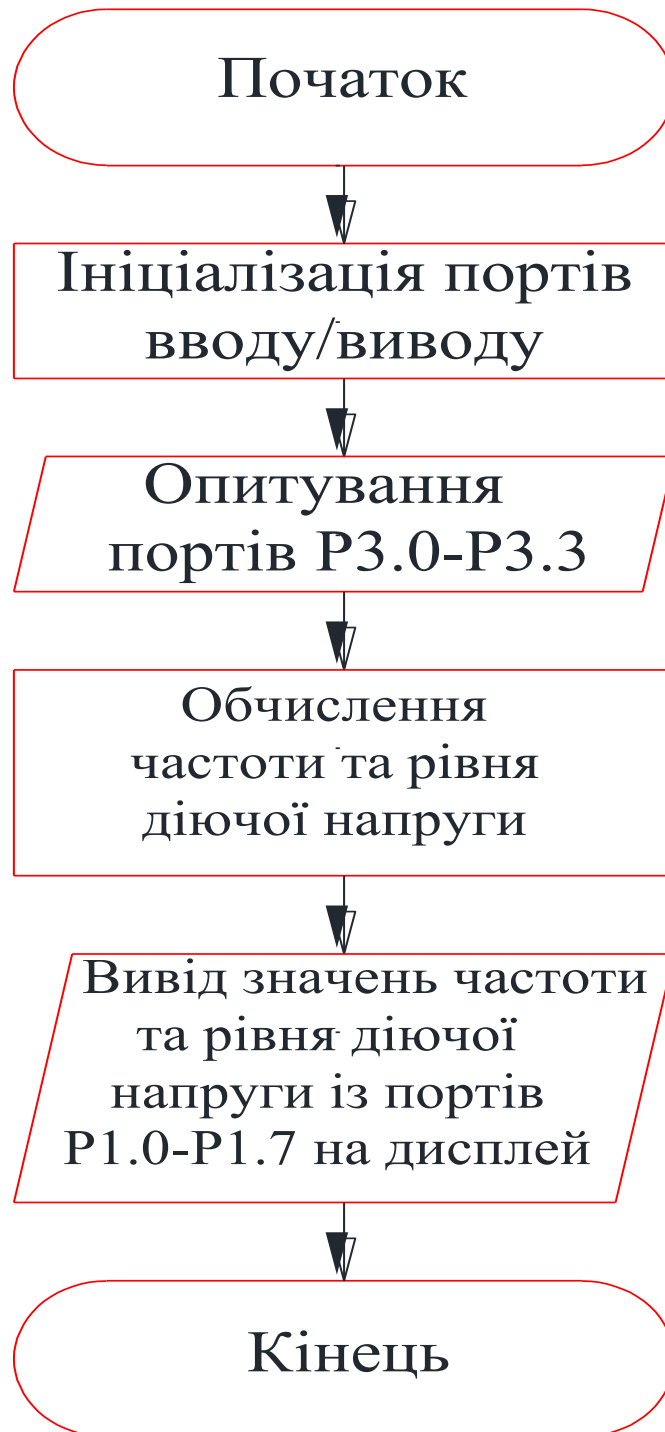 Початок
Ініціалізація портів
вводу/виводу
Опитування
портів P3.0-P3.3
Обчислення
частоти та рівня
діючої напруги
Вивід значень частоти
та рівня діючої
напруги із портів
P1.0-P1.7 на дисплей
Кінець